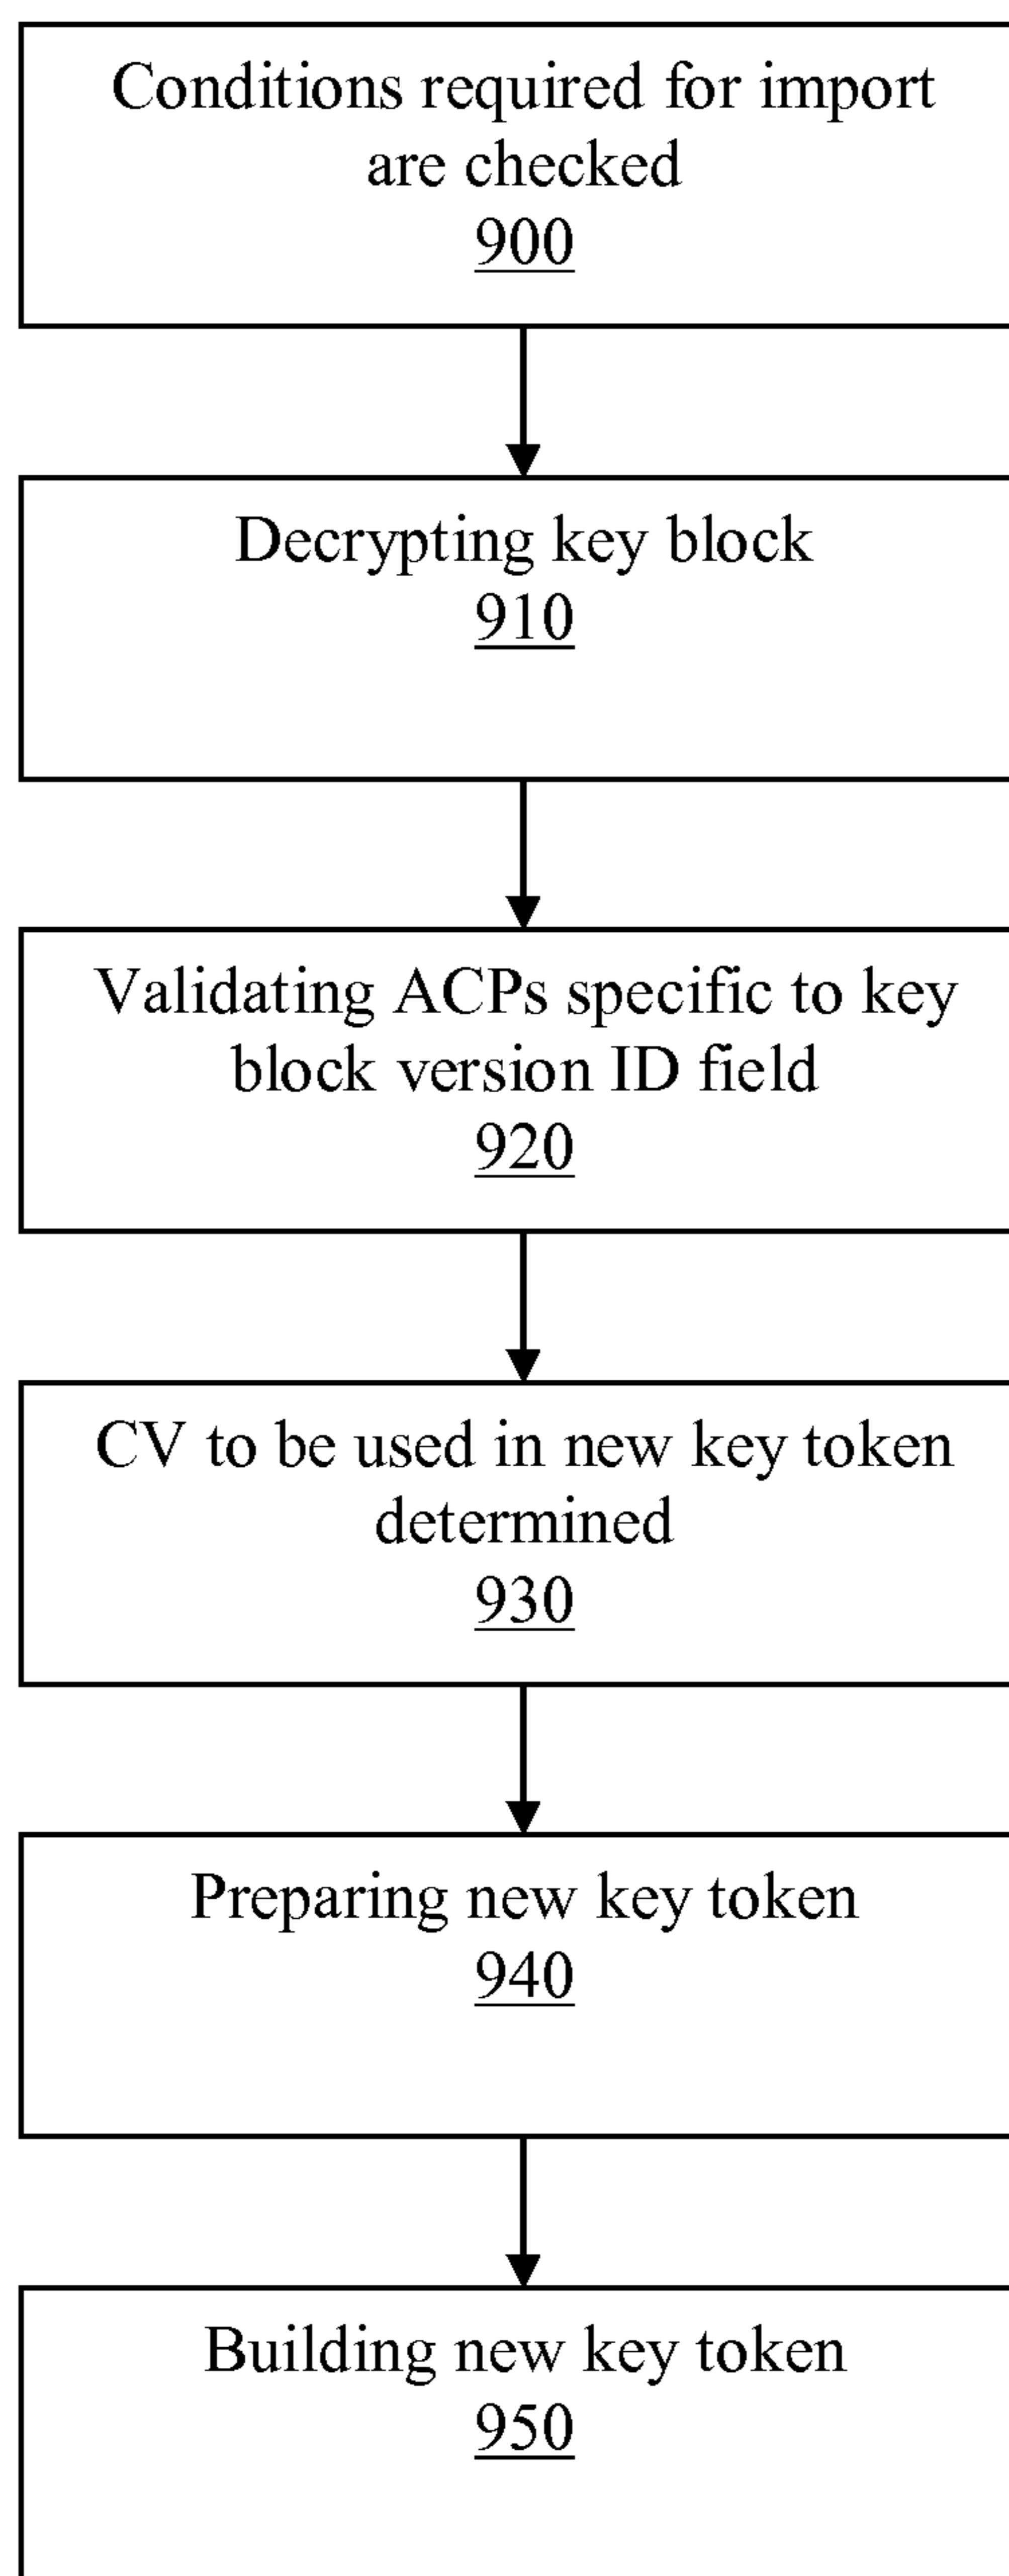 Conditions required for import
are checked
900
Decrypting key block
910
Validating ACPs specific to key
block version ID field
920
CV to be used in new key token
determined
930
Preparing new key token
940
Building new key token
950